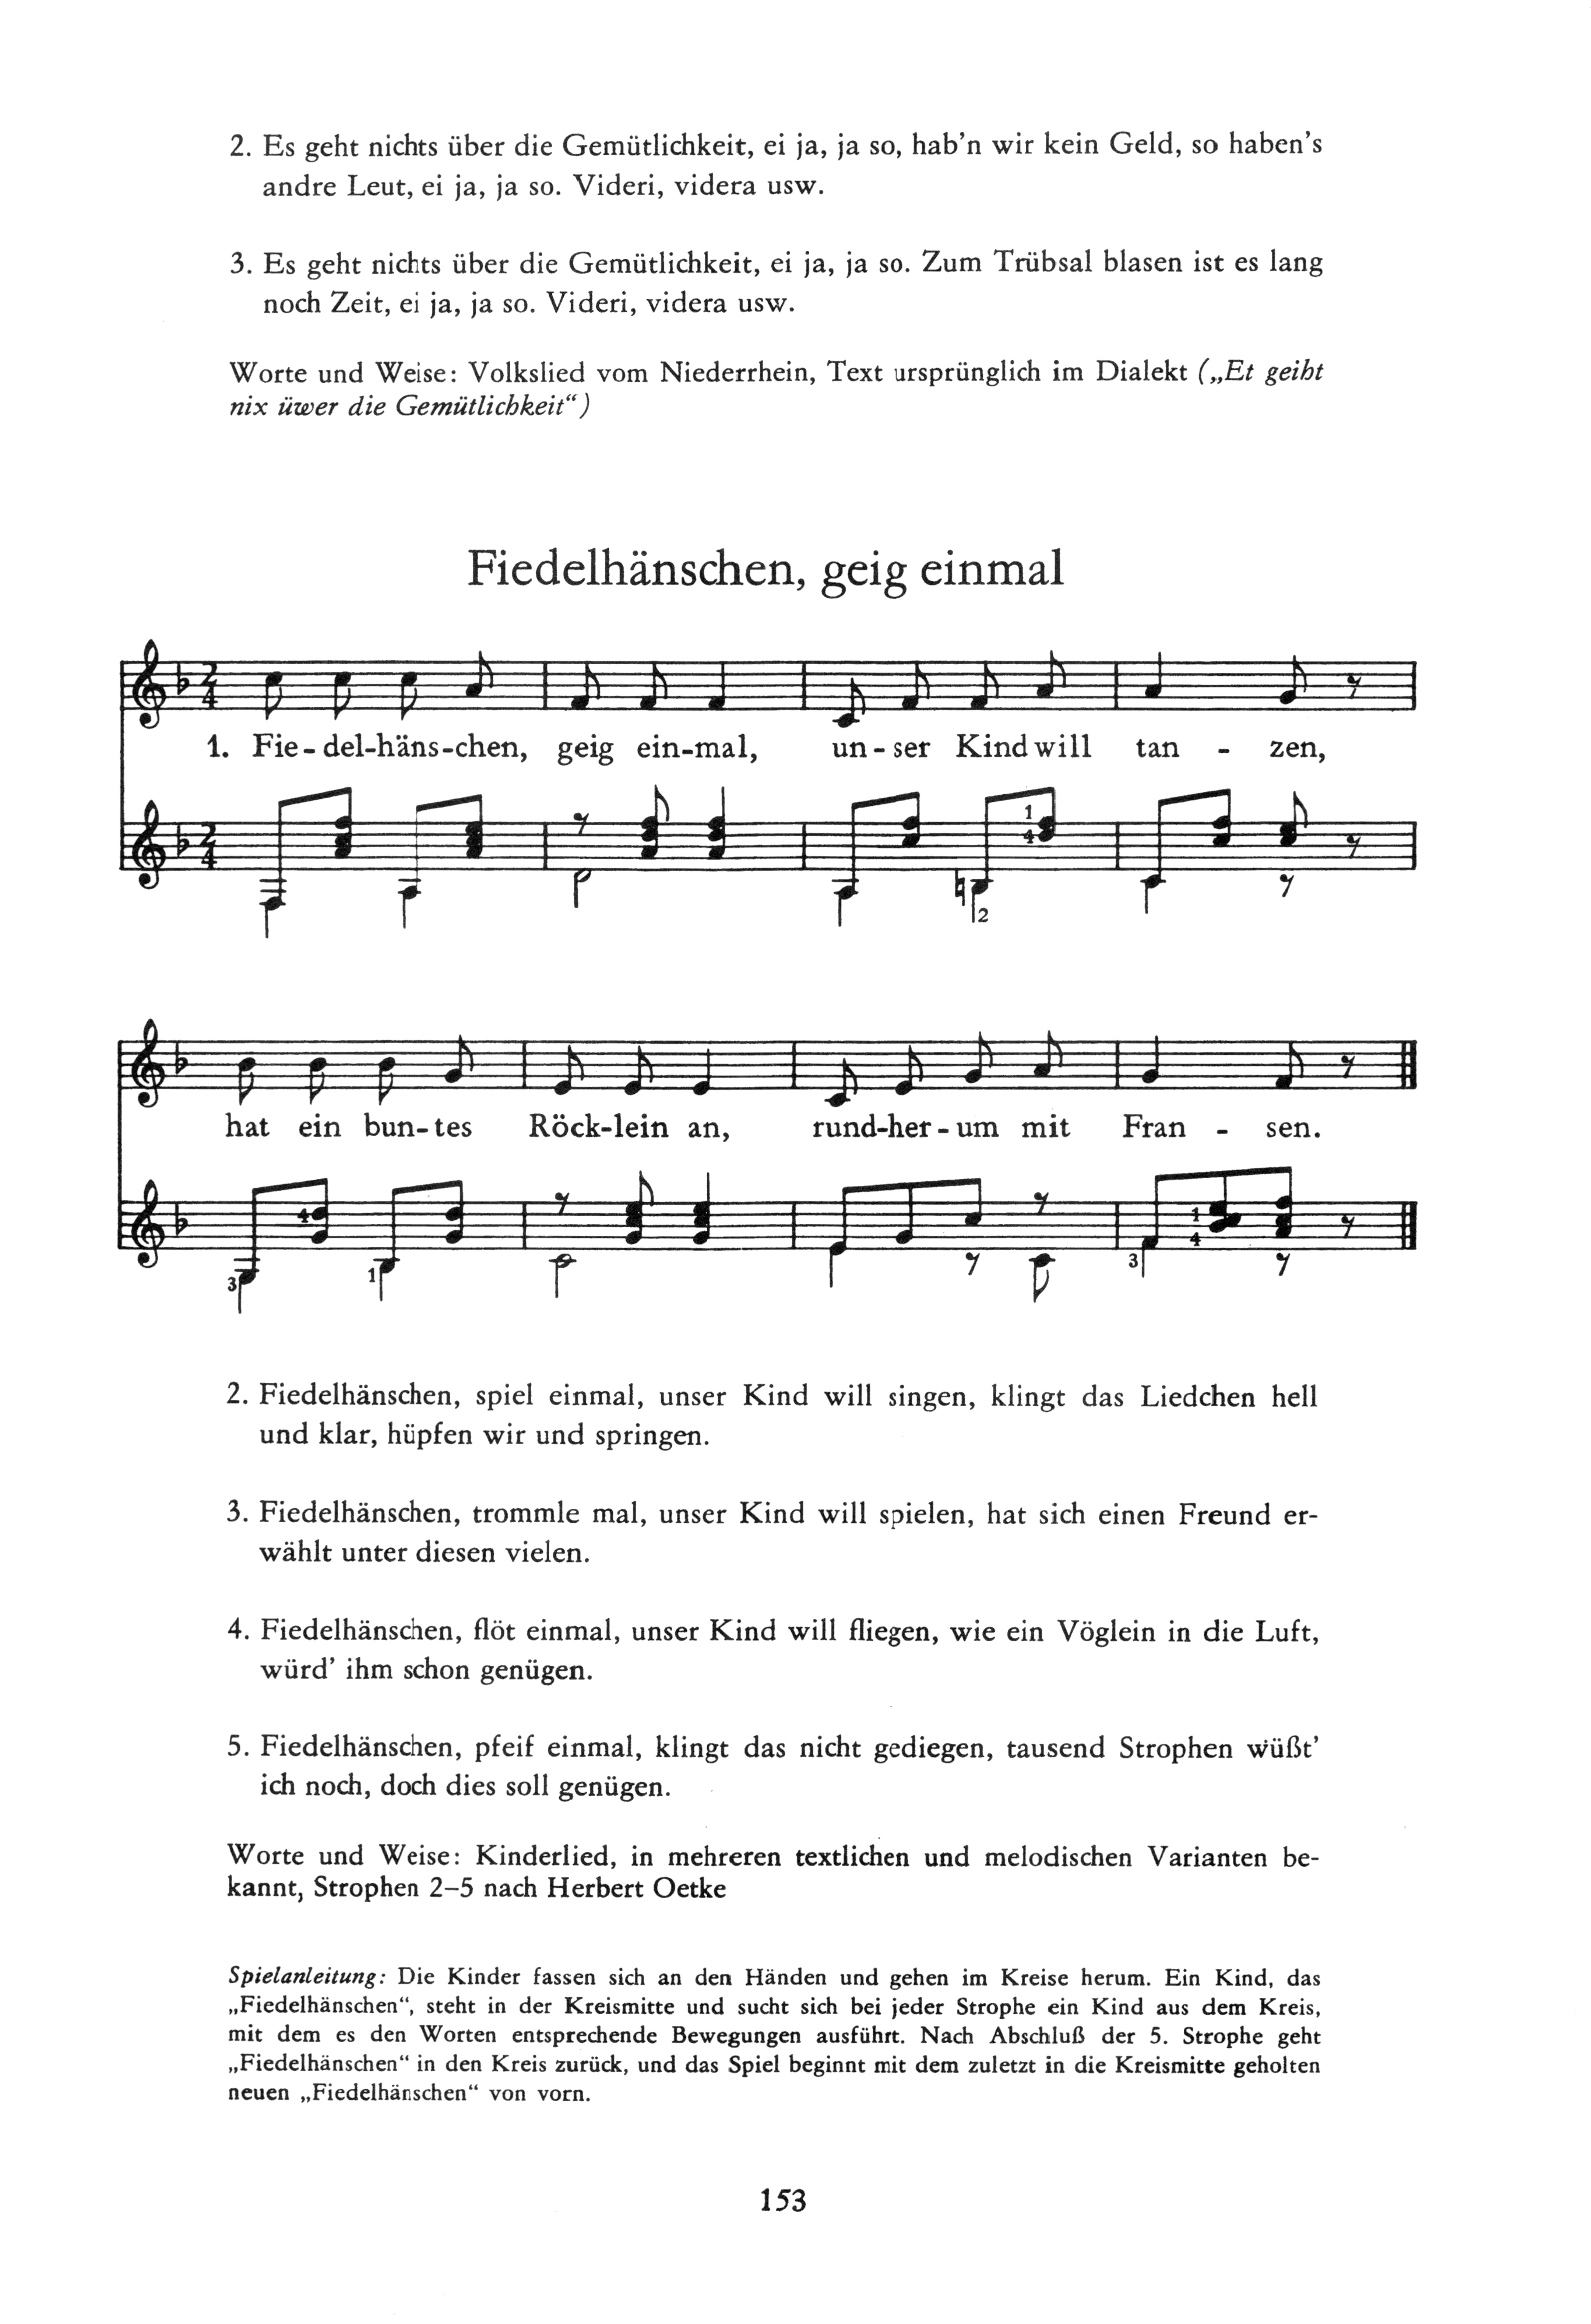 2. Es geht nichts über die Gemütlichkeit, ei ja, ja so, hab'n wir kein Geld, so haben's
andre Leut, ei ja, ja so. Videri, videra usw.
3. Es geht nichts über die Gemütlichkeit, ei ja, ja so. Zum Trübsal blasen ist es lang
noch Zeit, ei ja, ja so. Videri, videra usw.
Worte und Weise: Volkslied vom Niederrhein, Text ursprünglich im Dialekt („Et geiht
nix üwer die Gemütlichkeit“)
Fiedelhänschen, geig einmal
2 4
1. Fie-del-häns-chen, geig ein-mal, un-ser Kind will tan - zen,
2 4
1
4
2
hat ein bun-tes Röck-lein an, rund-her-um mit Fran - sen.
4 1
3 1 3 4
2. Fiedelhänschen, spiel einmal, unser Kind will singen, klingt das Liedchen hell
und klar, hüpfen wir und springen.
3. Fiedelhänschen, trommle mal, unser Kind will spielen, hat sich einen Freund er-
wählt unter diesen vielen.
4. Fiedelhänschen, flöt einmal, unser Kind will fliegen, wie ein Vöglein in die Luft,
würd' ihm schon genügen.
5. Fiedelhänschen, pfeif einmal, klingt das nicht gediegen, tausend Strophen wüßt'
ich noch, doch dies soll genügen.
Worte und Weise: Kinderlied, in mehreren textlichen und melodischen Varianten be-
kannt, Strophen 2–5 nach Herbert Oetke
Spielanleitung: Die Kinder fassen sich an den Händen und gehen im Kreise herum. Ein Kind, das
„Fiedelhänschen“, steht in der Kreismitte und sucht sich bei jeder Strophe ein Kind aus dem Kreis,
mit dem es den Worten entsprechende Bewegungen ausführt. Nach Abschluß der 5. Strophe geht
„Fiedelhänschen“ in den Kreis zurück, und das Spiel beginnt mit dem zuletzt in die Kreismitte geholten
neuen „Fiedelhänschen“ von vorn.
153